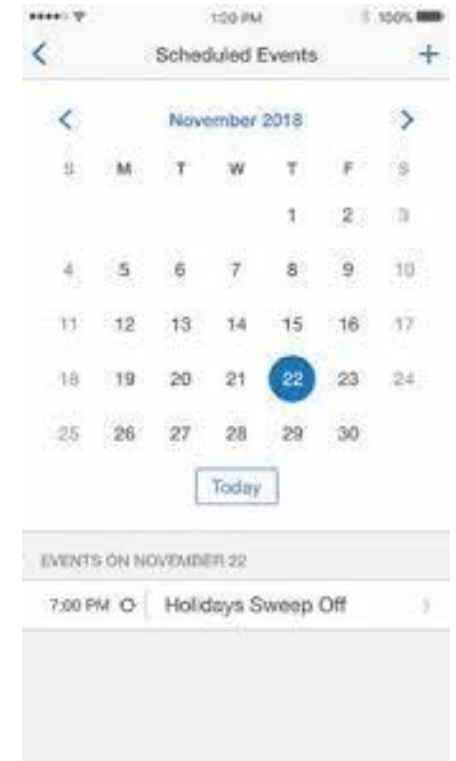 1:20 PM 100%
Scheduled Events +
November 2018
S M T W T F S
1 2 3
4 5 6 7 8 9 10
11 12 13 14 15 16 17
18 19 20 21 22 23 24
25 26 27 28 29 30
Today
EVENTS ON NOVEMBER 22
7:00 PM Holidays Sweep Off